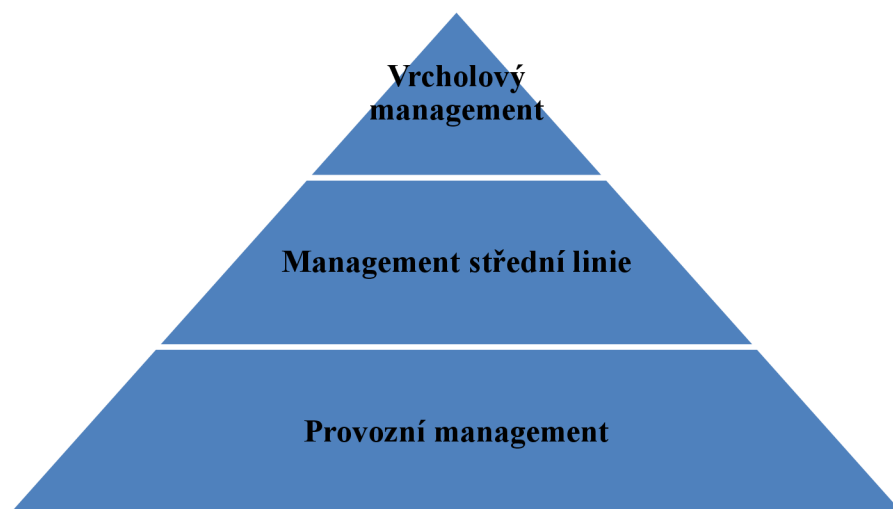 Vrcholový
management
Management střední linie
Provozní management